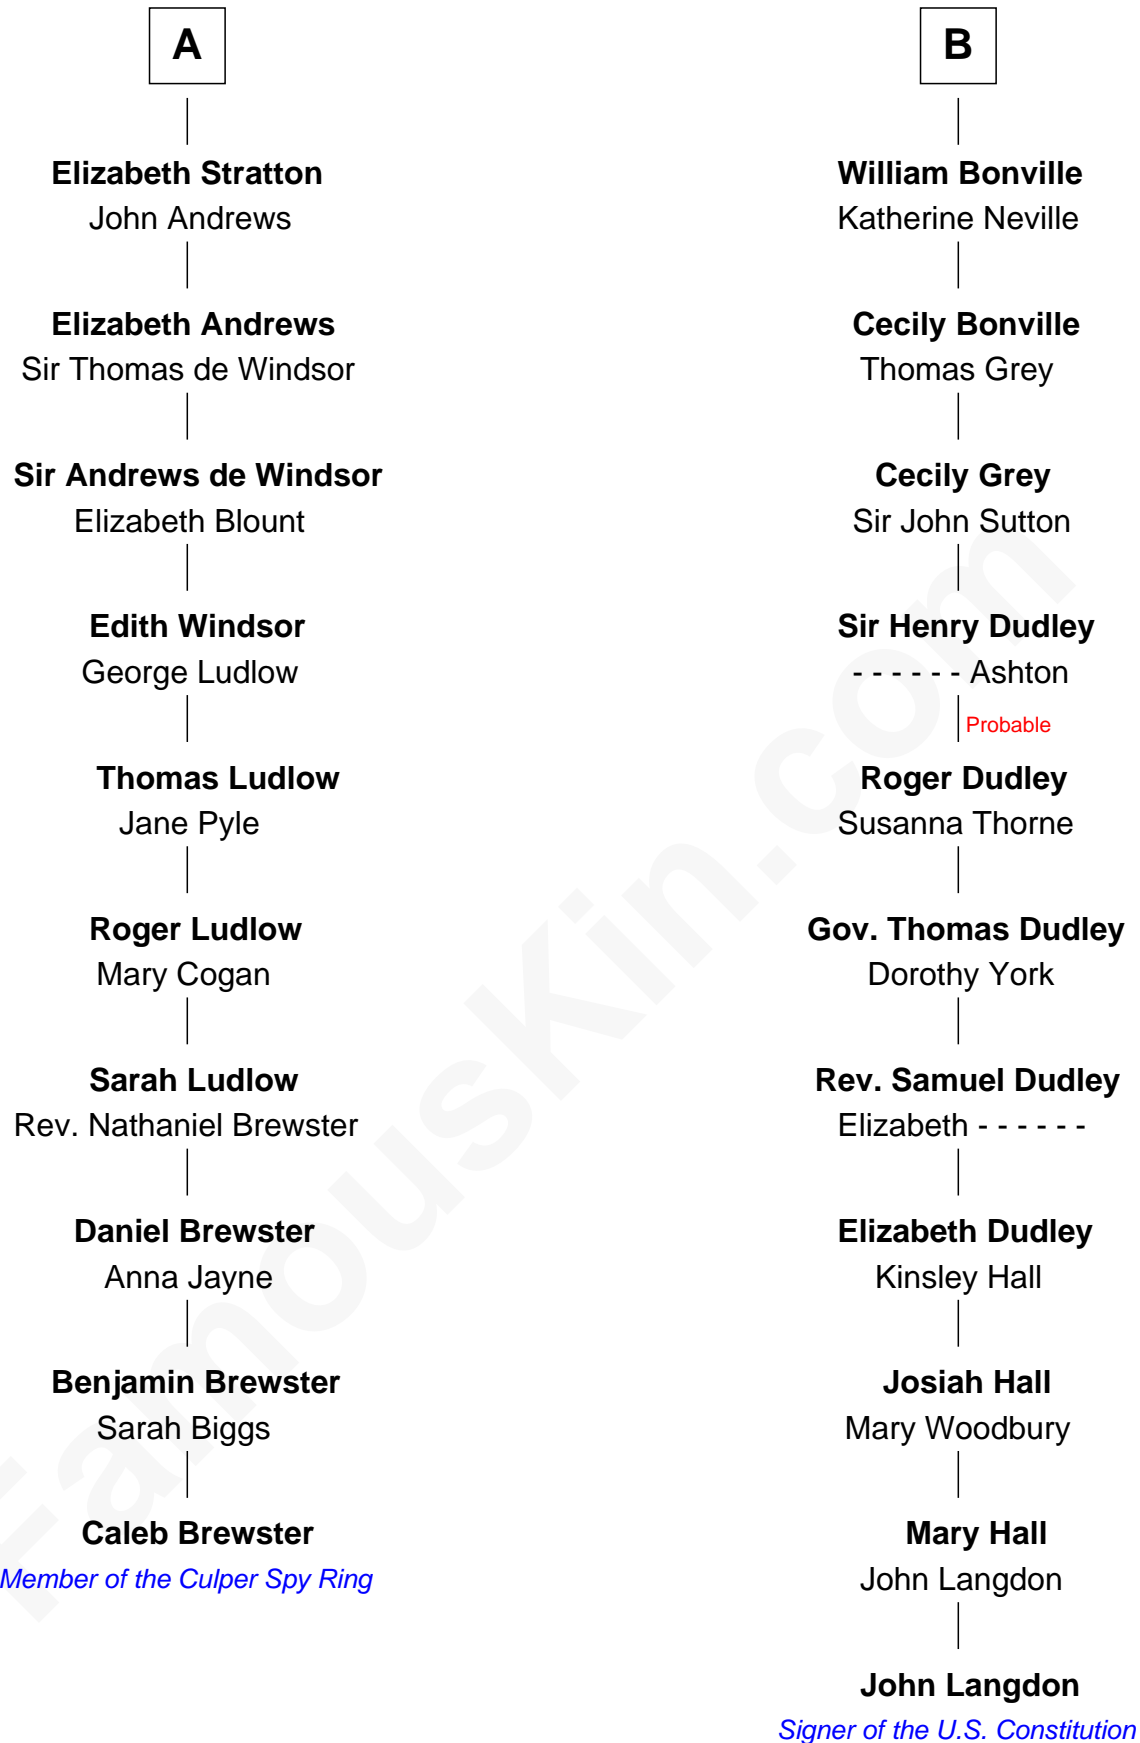 A
Elizabeth Stratton
John Andrews
Elizabeth Andrews
Sir Thomas de Windsor
Sir Andrews de Windsor
Elizabeth Blount
Edith Windsor
George Ludlow
Thomas Ludlow
Jane Pyle
Roger Ludlow
Mary Cogan
Sarah Ludlow
Rev. Nathaniel Brewster
Daniel Brewster
Anna Jayne
Benjamin Brewster
Sarah Biggs
Caleb Brewster
Member of the Culper Spy Ring
B
William Bonville
Katherine Neville
Cecily Bonville
Thomas Grey
Cecily Grey
Sir John Sutton
Sir Henry Dudley
- - - - - - Ashton
Probable
Roger Dudley
Susanna Thorne
Gov. Thomas Dudley
Dorothy York
Rev. Samuel Dudley
Elizabeth - - - - - -
Elizabeth Dudley
Kinsley Hall
Josiah Hall
Mary Woodbury
Mary Hall
John Langdon
John Langdon
Signer of the U.S. Constitution
FamousKin.com